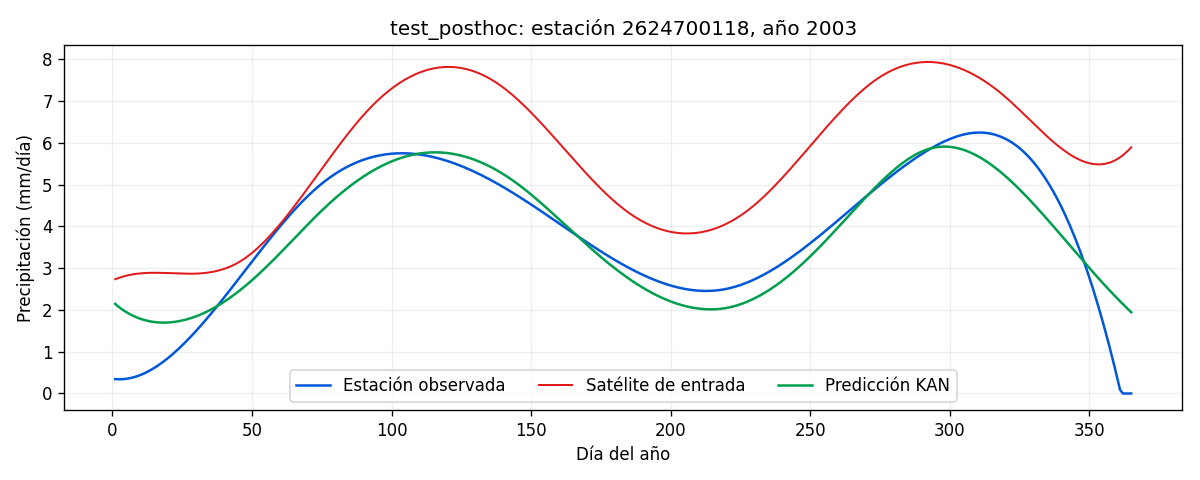 test_posthoc: estación 2624700118, año 2003
Precipitación (mm/día)
8
7
6
5
4
3
2
1
0
Estación observada Satélite de entrada Predicción KAN
0 50 100 150 200 250 300 350
Día del año